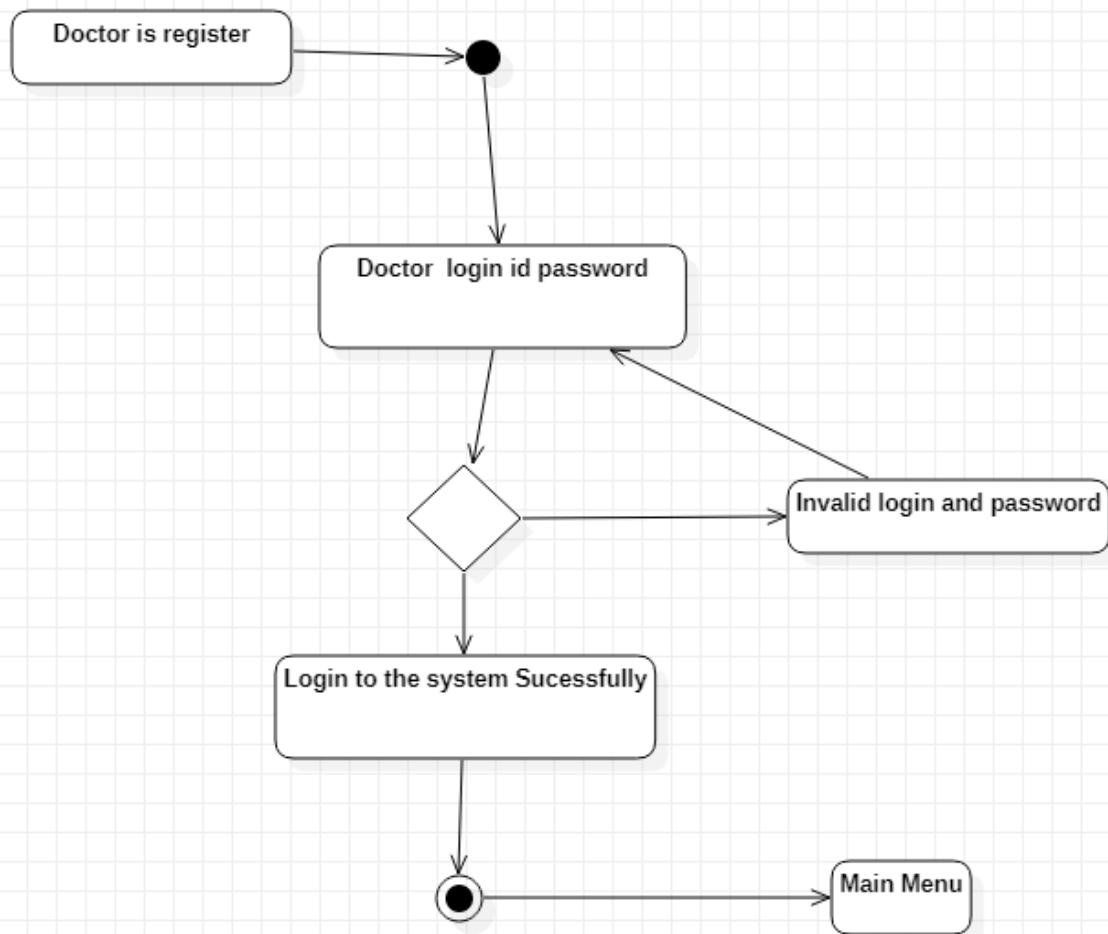 Doctor is register
Doctor  login id password
Invalid login and password
Login to the system Sucessfully
Main Menu